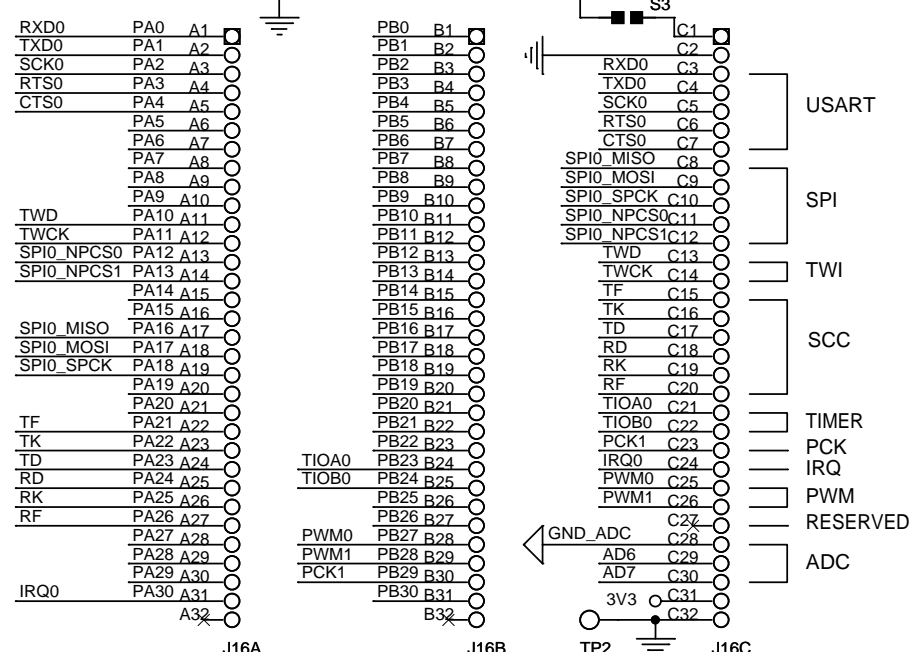 S3
RXD0 PA0 A1 PB0 B1 C1
TXD0 PA1 A2 PB1 B2 C2
SCK0 PA2 A3 PB2 B3 RXD0 C3
RTS0 PA3 A4 PB3 B4 TXD0 C4
CTS0 PA4 A5 PB4 B5 SCK0 C5 USART
PA5 A6 PB5 B6 RTS0 C6
PA6 A7 PB6 B7 CTS0 C7
PA7 A8 PB7 B8 SPI0_MISO C8
PA8 A9 PB8 B9 SPI0_MOSI C9
PA9 A10 PB9 B10 SPI0_SPCK C10 SPI
TWD PA10 A11 PB10 B11 SPI0_NPCS0 C11
TWCK PA11 A12 PB11 B12 SPI0_NPCS1 C12
SPI0_NPCS0 PA12 A13 PB12 B13 TWD C13 TWI
SPI0_NPCS1 PA13 A14 PB13 B14 TWCK C14
PA14 A15 PB14 B15 TF C15
PA15 A16 PB15 B16 TK C16
SPI0_MISO PA16 A17 PB16 B17 TD C17 SCC
SPI0_MOSI PA17 A18 PB17 B18 RD C18
SPI0_SPCK PA18 A19 PB18 B19 RK C19
PA19 A20 PB19 B20 RF C20
PA20 A21 PB20 B21 TIOA0 C21
TF PA21 A22 PB21 B22 TIOB0 C22 TIMER
TK PA22 A23 PB22 B23 PCK1 C23 PCK
TD PA23 A24 TIOA0 PB23 B24 IRQ0 C24 IRQ
RD PA24 A25 TIOB0 PB24 B25 PWM0 C25 PWM
RK PA25 A26 PB25 B26 PWM1 C26
RF PA26 A27 PB26 B27 C27 RESERVED
PA27 A28 PWM0 PB27 B28 GND_ADC C28
PA28 A29 PWM1 PB28 B29 AD6 C29 ADC
PA29 A30 PCK1 PB29 B30 AD7 C30
IRQ0 PA30 A31 PB30 B31 3V3 C31
A32 B32 C32
J16A J16B TP2 J16C